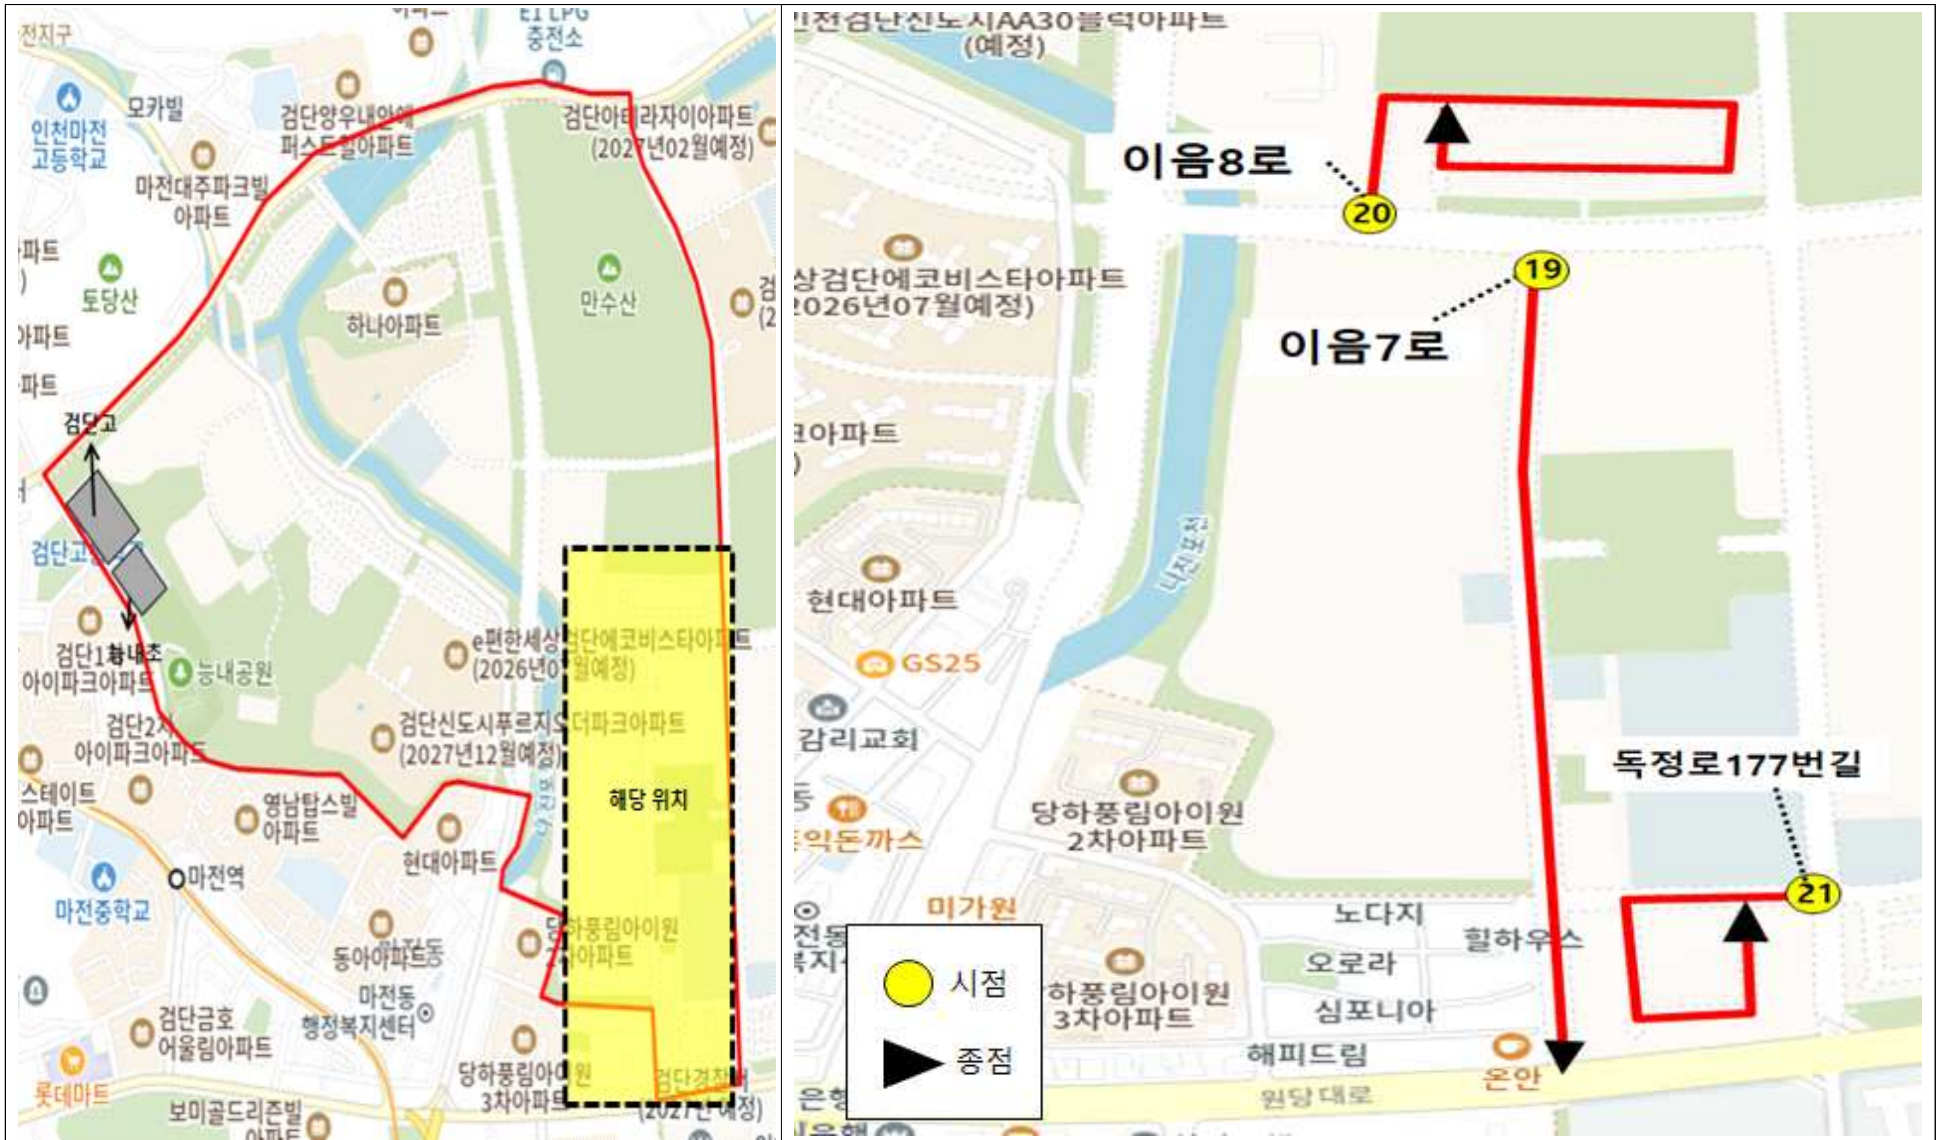 전지구
E1 LPG
충전소
모카빌
인천마전
고등학교
검단양우내안애
퍼스트힐아파트
검단아테라자이아파트
(2027년02월예정)
마전대주파크빌
아파트
토당산
하나아파트
만수산
검단고
능내공원
e편한세상검단에코비스타아파트
검단신도시푸르지오더파크아파트
(2027년12월예정)
검단2차
아이파크아파트
아이파크아파트
해당 위치
영남탑스빌
아파트
현대아파트
마전역
마전중학교
동아아파트
마전동
행정복지센터
검단금호
어울림아파트
당하풍림아이원
2차아파트
당하풍림아이원
3차아파트
롯데마트
보미골드리즌빌
인천검단신도시AA30블럭아파트
(예정)
이음8로
20
19
이음7로
상검단에코비스타아파트
2026년07월예정)
현대아파트
나진포천
GS25
감리교회
독정로177번길
21
당하풍림아이원
2차아파트
미가원
노다지
힐하우스
오로라
심포니아
하풍림아이원
3차아파트
해피드림
온안
원당대로
시점
종점